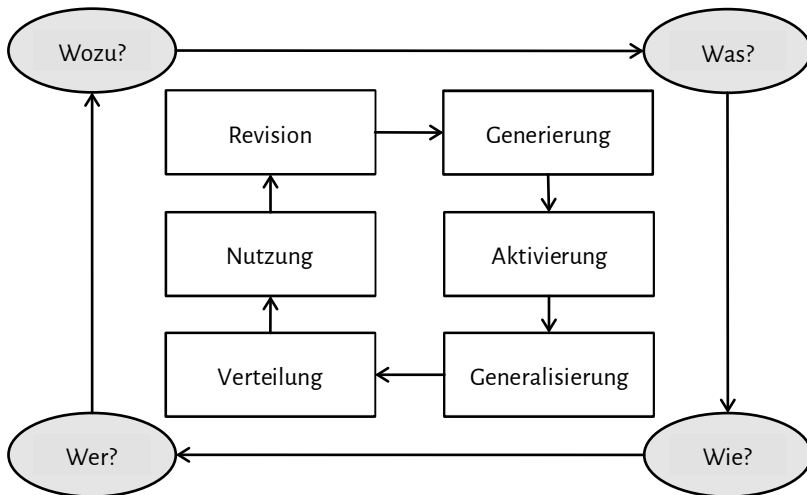 Wozu?
Was?
Revision
Generierung
Nutzung
Aktivierung
Verteilung
Generalisierung
Wer?
Wie?